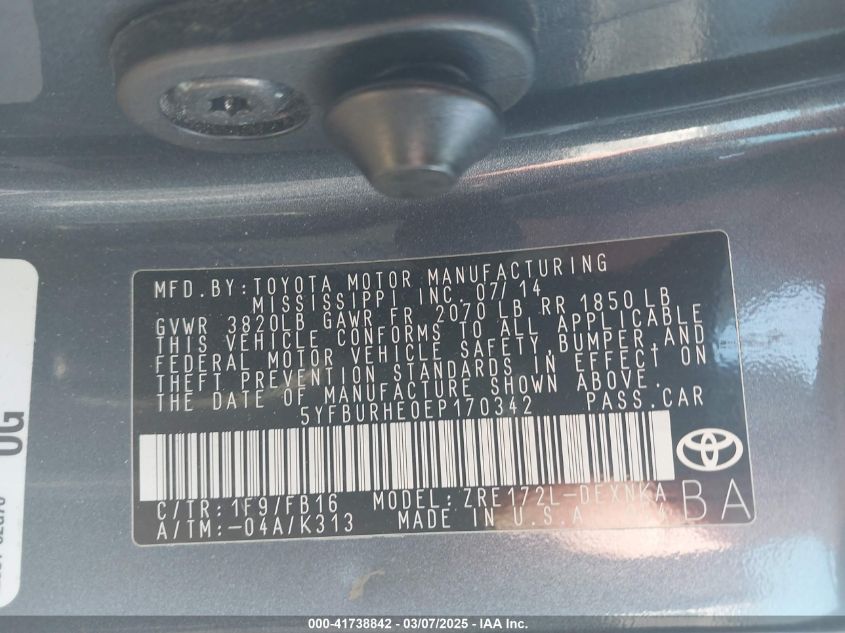 MFD. BY: TOYOTA MOTOR MANUFACTURING
MISSISSIPPI INC. 07/14
GVWR 3820LB GAWR FR 2070 LB RR 1850 LB
THIS VEHICLE CONFORMS TO ALL APPLICABLE
FEDERAL MOTOR VEHICLE SAFETY, BUMPER, AND
THEFT PREVENTION STANDARDS IN EFFECT ON
THE DATE OF MANUFACTURE SHOWN ABOVE.
5YFBURHE0EP170342 PASS. CAR
C/TR: 1F9/FB16 MODEL: ZRE172L-DEXNKA
A/TM: -04A/K313 MADE IN U.S.A.
BA
OG
000-41738842 - 03/07/2025 - IAA Inc.